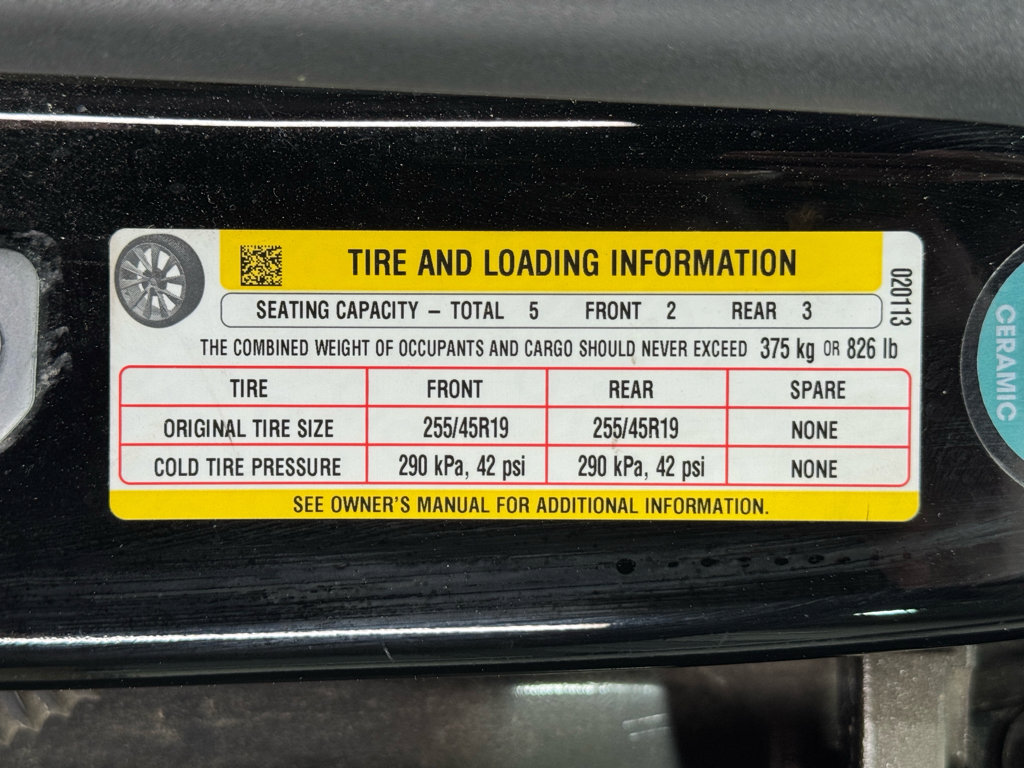 TIRE AND LOADING INFORMATION
SEATING CAPACITY – TOTAL 5 FRONT 2 REAR 3
020113
THE COMBINED WEIGHT OF OCCUPANTS AND CARGO SHOULD NEVER EXCEED 375 kg OR 826 lb
TIRE FRONT REAR SPARE
ORIGINAL TIRE SIZE 255/45R19 255/45R19 NONE
COLD TIRE PRESSURE 290 kPa, 42 psi 290 kPa, 42 psi NONE
SEE OWNER'S MANUAL FOR ADDITIONAL INFORMATION.
CERAMIC